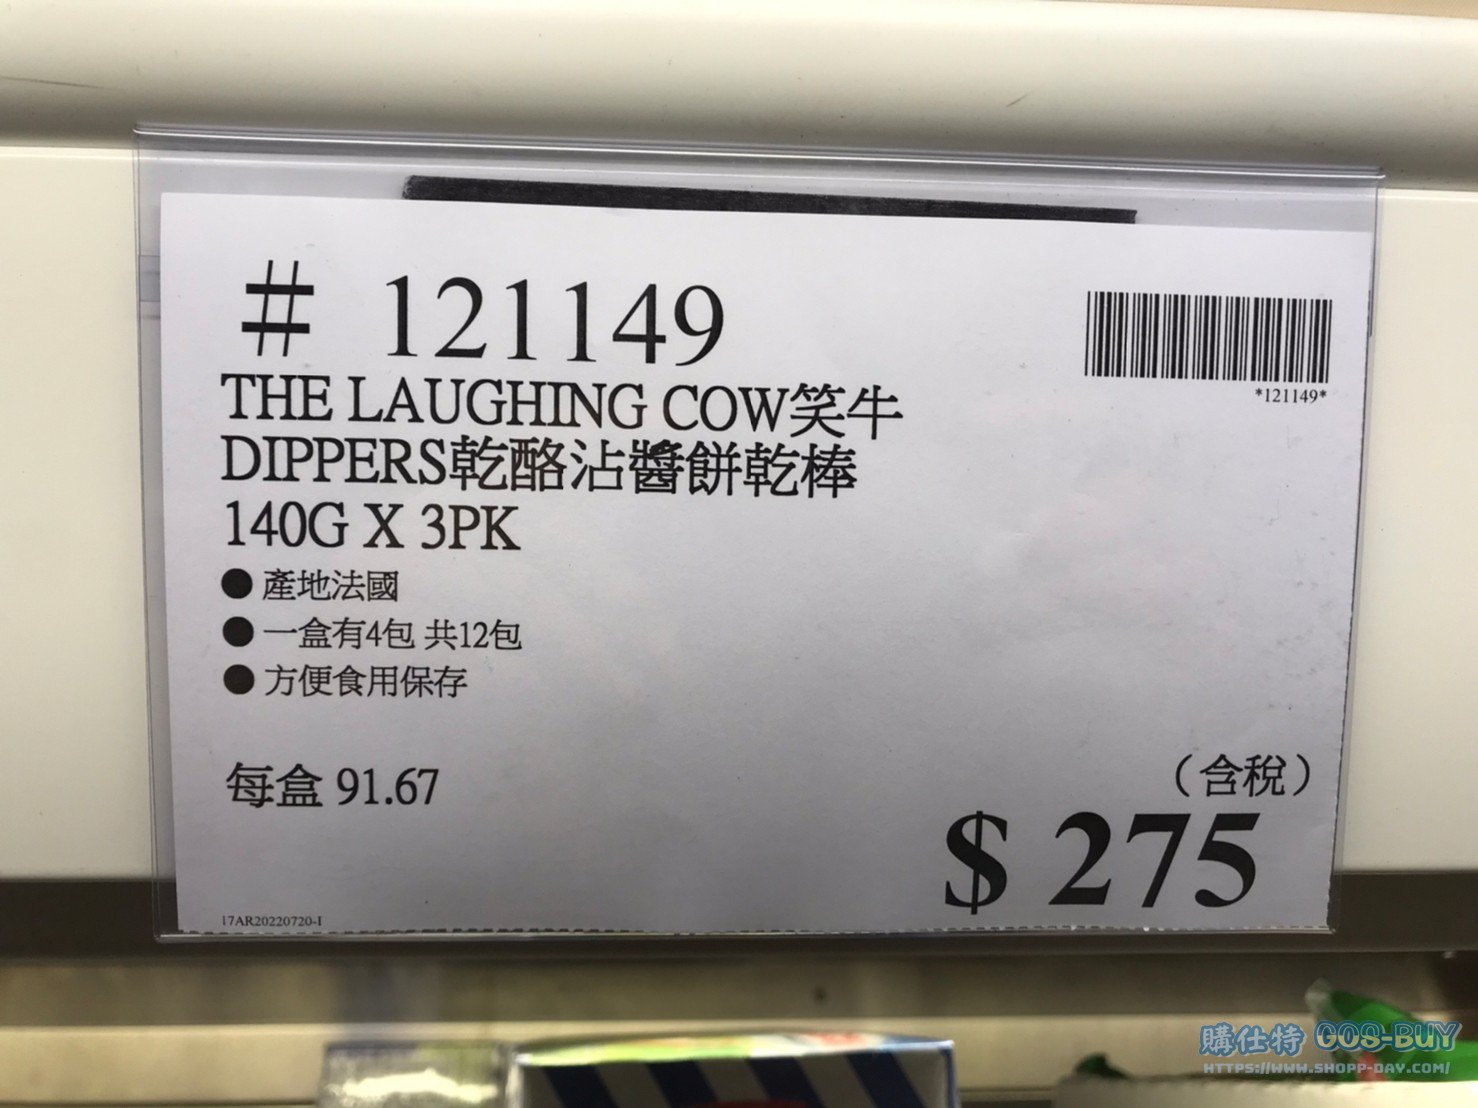 # 121149
*121149*
THE LAUGHING COW笑牛
DIPPERS乾酪沾醬餅乾棒
140G X 3PK
● 產地法國
● 一盒有4包 共12包
● 方便食用保存
每盒 91.67
（含稅）
$ 275
17AR20220720-I
購仕特 GOS-BUY
HTTPS://WWW.SHOPP-DAY.COM/